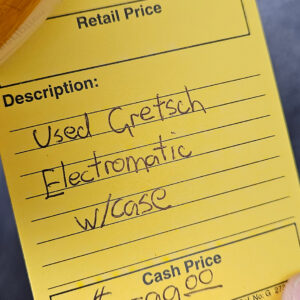 Retail Price
Description:
Used Gretsch
Electromatic
w/case
Cash Price